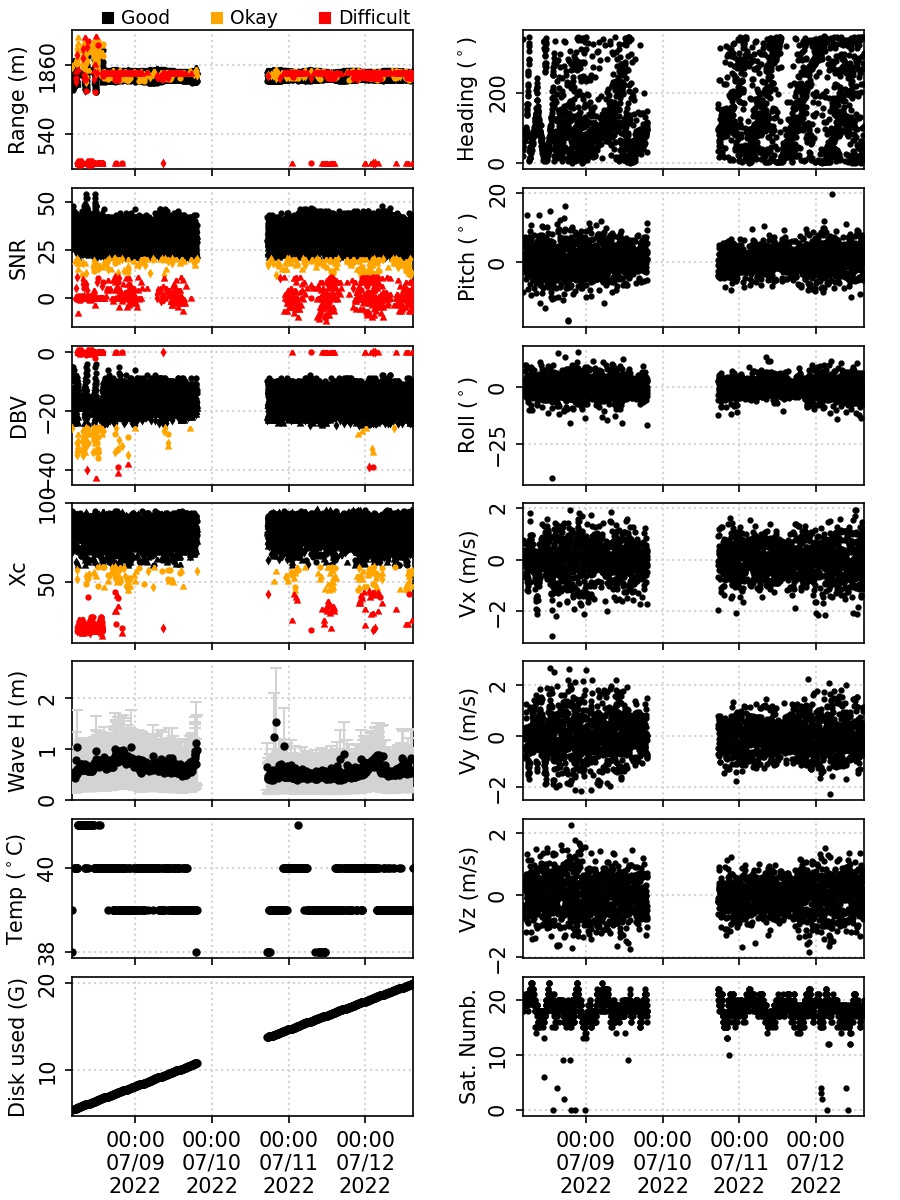 Good Okay Difficult
Range (m)
1860
540
Heading (°)
200
0
SNR
50
25
0
Pitch (°)
20
0
DBV
0
−20
−40
Roll (°)
0
−25
Xc
100
50
Vx (m/s)
2
0
−2
Wave H (m)
2
1
0
Vy (m/s)
2
0
−2
Temp (°C)
40
38
Vz (m/s)
2
0
−2
Disk used (G)
20
10
Sat. Numb.
20
10
0
00:00 00:00 00:00 00:00
07/09 07/10 07/11 07/12
2022 2022 2022 2022
00:00 00:00 00:00 00:00
07/09 07/10 07/11 07/12
2022 2022 2022 2022